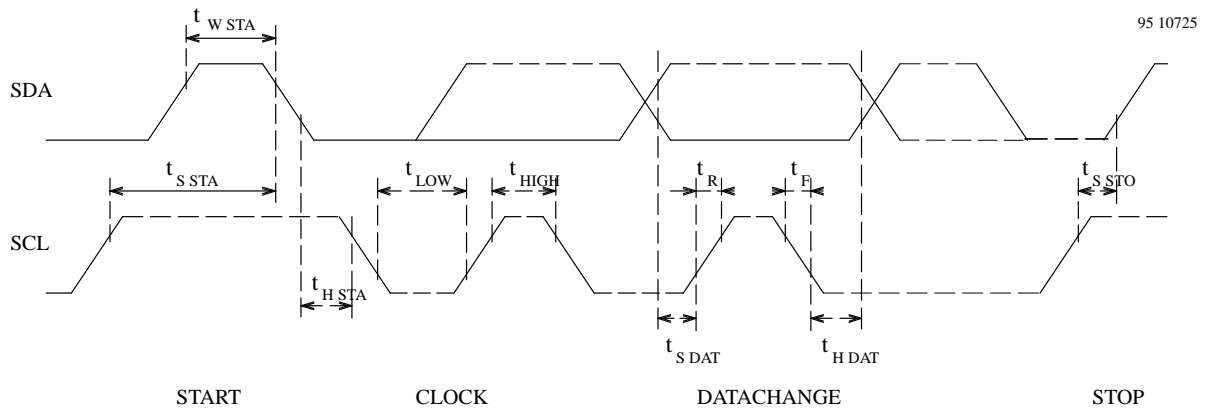 t W STA
95 10725
SDA
t S STA
t LOW
t HIGH
t R
t F
t S STO
SCL
t H STA
t S DAT
t H DAT
START CLOCK DATACHANGE STOP